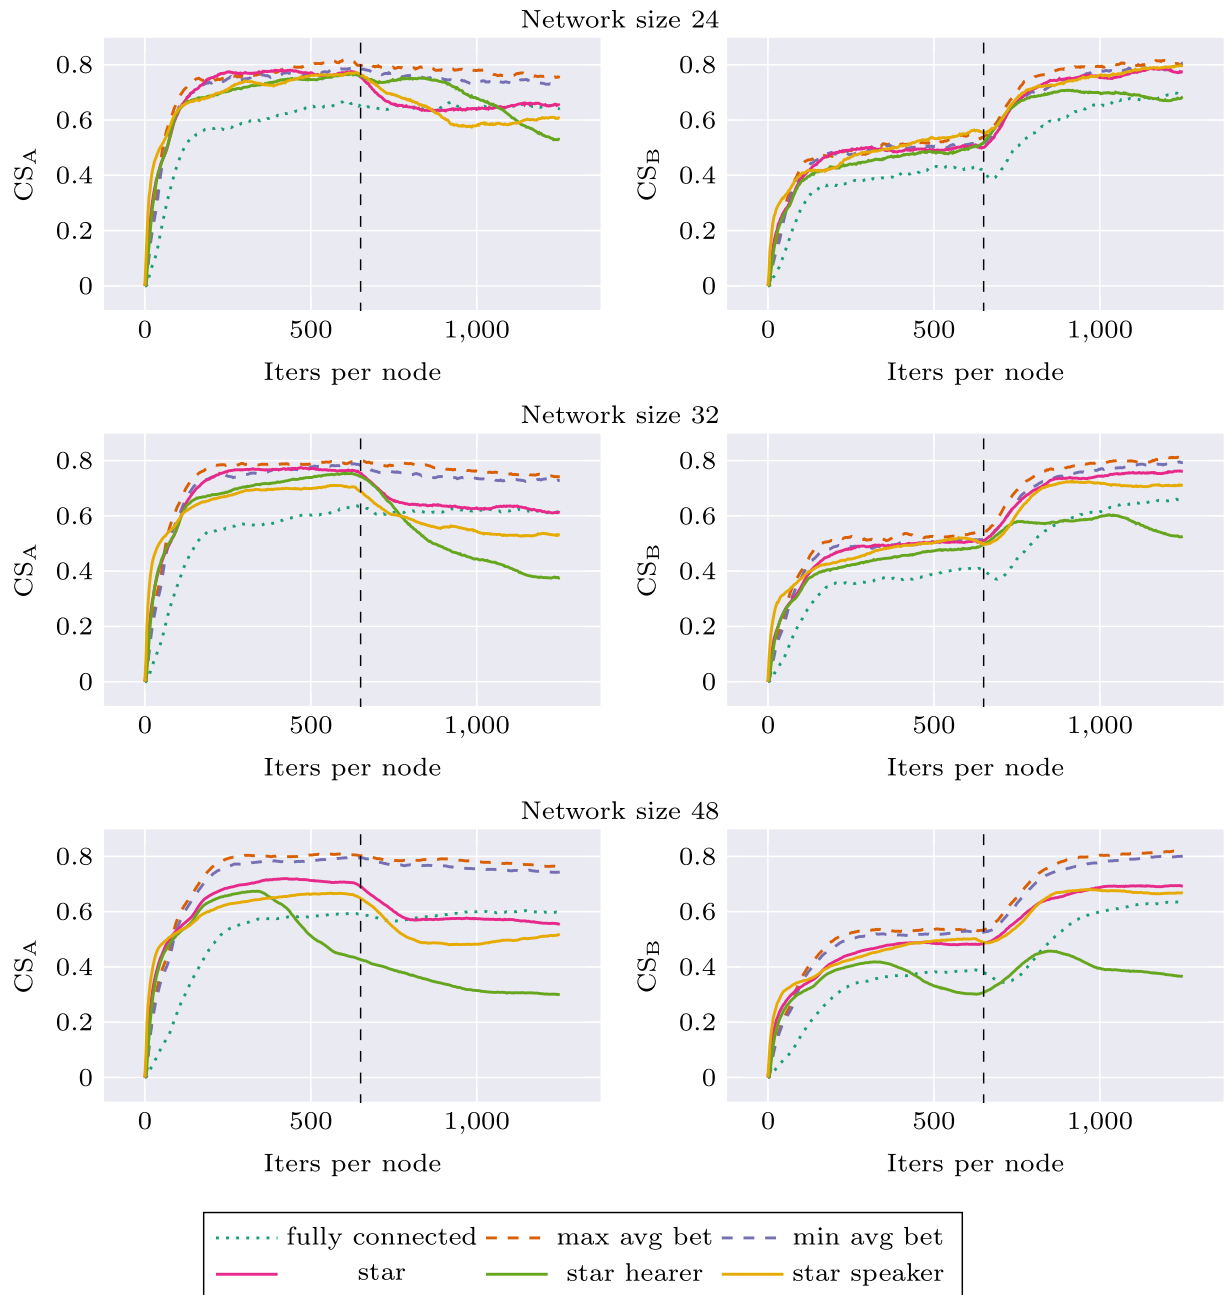 Network size 24
CS_A
0.8
0.6
0.4
0.2
0
0 500 1,000
Iters per node
CS_B
0.8
0.6
0.4
0.2
0
0 500 1,000
Iters per node
Network size 32
CS_A
0.8
0.6
0.4
0.2
0
0 500 1,000
Iters per node
CS_B
0.8
0.6
0.4
0.2
0
0 500 1,000
Iters per node
Network size 48
CS_A
0.8
0.6
0.4
0.2
0
0 500 1,000
Iters per node
CS_B
0.8
0.6
0.4
0.2
0
0 500 1,000
Iters per node
fully connected max avg bet min avg bet
star star hearer star speaker